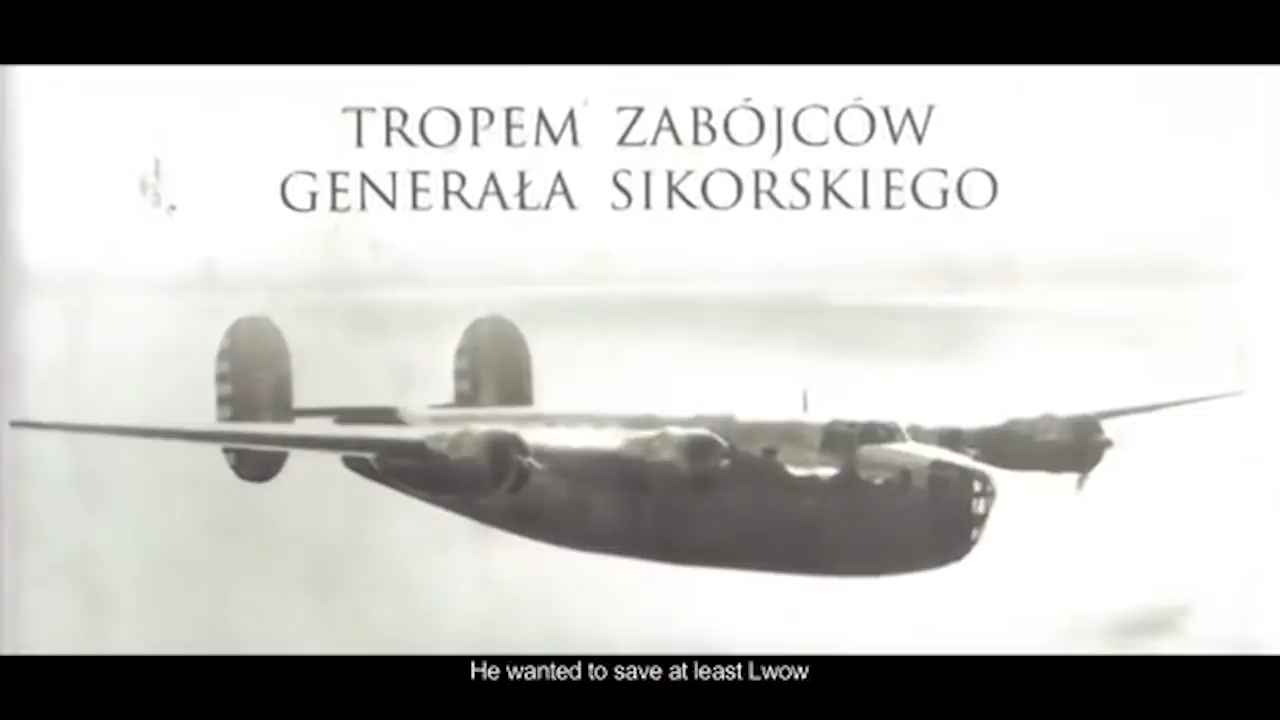 TROPEM ZABÓJCÓW
GENERAŁA SIKORSKIEGO
He wanted to save at least Lwow